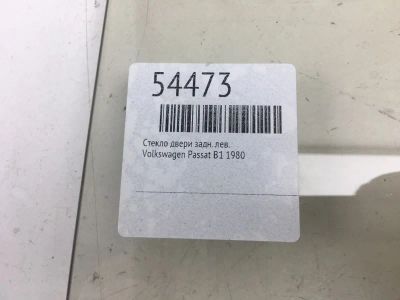 54473
Стекло двери задн. лев.
Volkswagen Passat B1 1980